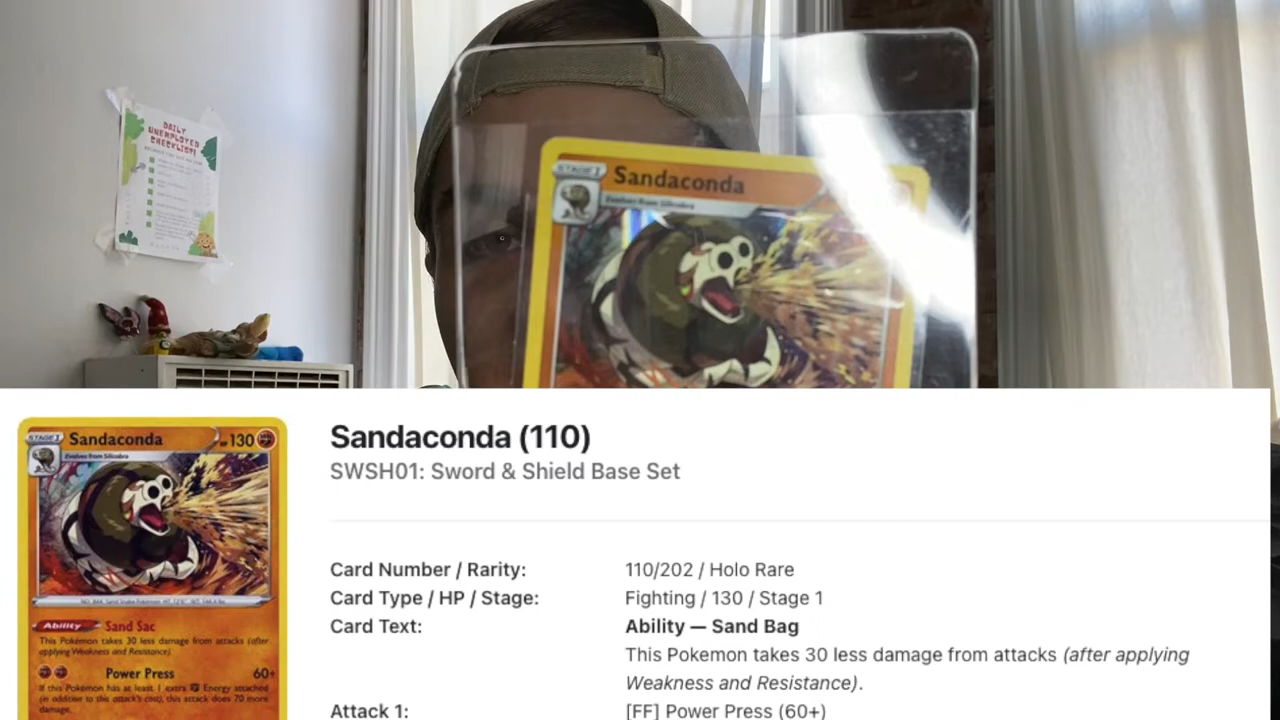 DAILY
UNEMPLOYED
CHECKLIST!
STAGE 1
Sandaconda
Evolves from Silicobra
STAGE 1
Sandaconda
HP 130
Evolves from Silicobra
Ability Sand Sac
This Pokémon takes 30 less damage from attacks (after
applying Weakness and Resistance).
Power Press 60+
If this Pokémon has at least 1 extra Energy attached
(in addition to this attack's cost), this attack does 70 more
damage.
Sandaconda (110)
SWSH01: Sword & Shield Base Set
Card Number / Rarity: 110/202 / Holo Rare
Card Type / HP / Stage: Fighting / 130 / Stage 1
Card Text: Ability — Sand Bag
This Pokemon takes 30 less damage from attacks (after applying
Weakness and Resistance).
Attack 1: [FF] Power Press (60+)